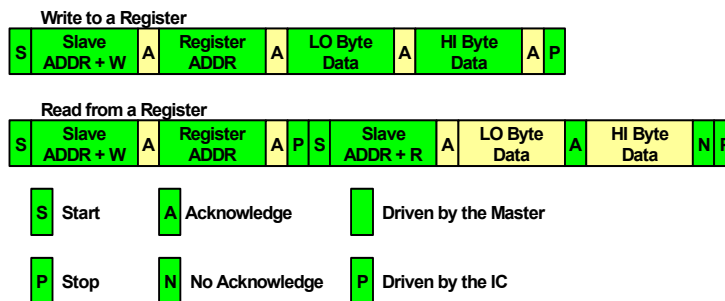 Write to a Register
S Slave ADDR + W A Register ADDR A LO Byte Data A HI Byte Data A P
Read from a Register
S Slave ADDR + W A Register ADDR A P S Slave ADDR + R A LO Byte Data A HI Byte Data N P
S Start A Acknowledge Driven by the Master
P Stop N No Acknowledge P Driven by the IC